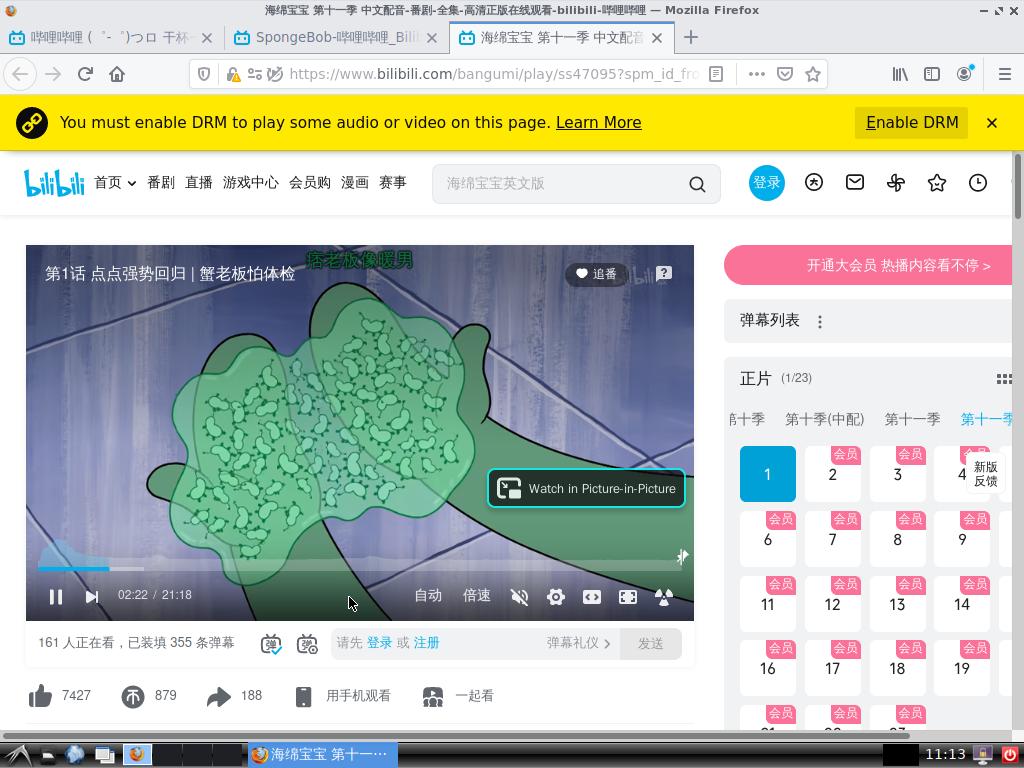 海绵宝宝 第十一季 中文配音-番剧-全集-高清正版在线观看-bilibili-哔哩哔哩 — Mozilla Firefox
哔哩哔哩 (゜-゜)つロ 干杯
SpongeBob-哔哩哔哩_Bili
海绵宝宝 第十一季 中文配音
https://www.bilibili.com/bangumi/play/ss47095?spm_id_fro
You must enable DRM to play some audio or video on this page. Learn More
Enable DRM
bilibili
首页
番剧
直播
游戏中心
会员购
漫画
赛事
海绵宝宝英文版
登录
痞老板像暖男
第1话 点点强势回归 | 蟹老板怕体检
追番
bilibili
开通大会员 热播内容看不停 >
弹幕列表
正片 (1/23)
第十季
第十季(中配)
第十一季
第十一季
1
会员
2
会员
3
会员
4
新版
反馈
会员
6
会员
7
会员
8
会员
9
会员
11
会员
12
会员
13
会员
14
会员
16
会员
17
会员
18
会员
19
会员
会员
会员
Watch in Picture-in-Picture
02:22 / 21:18
自动
倍速
161 人正在看，已装填 355 条弹幕
请先 登录 或 注册
弹幕礼仪
发送
7427
879
188
用手机观看
一起看
海绵宝宝 第十一…
11:13